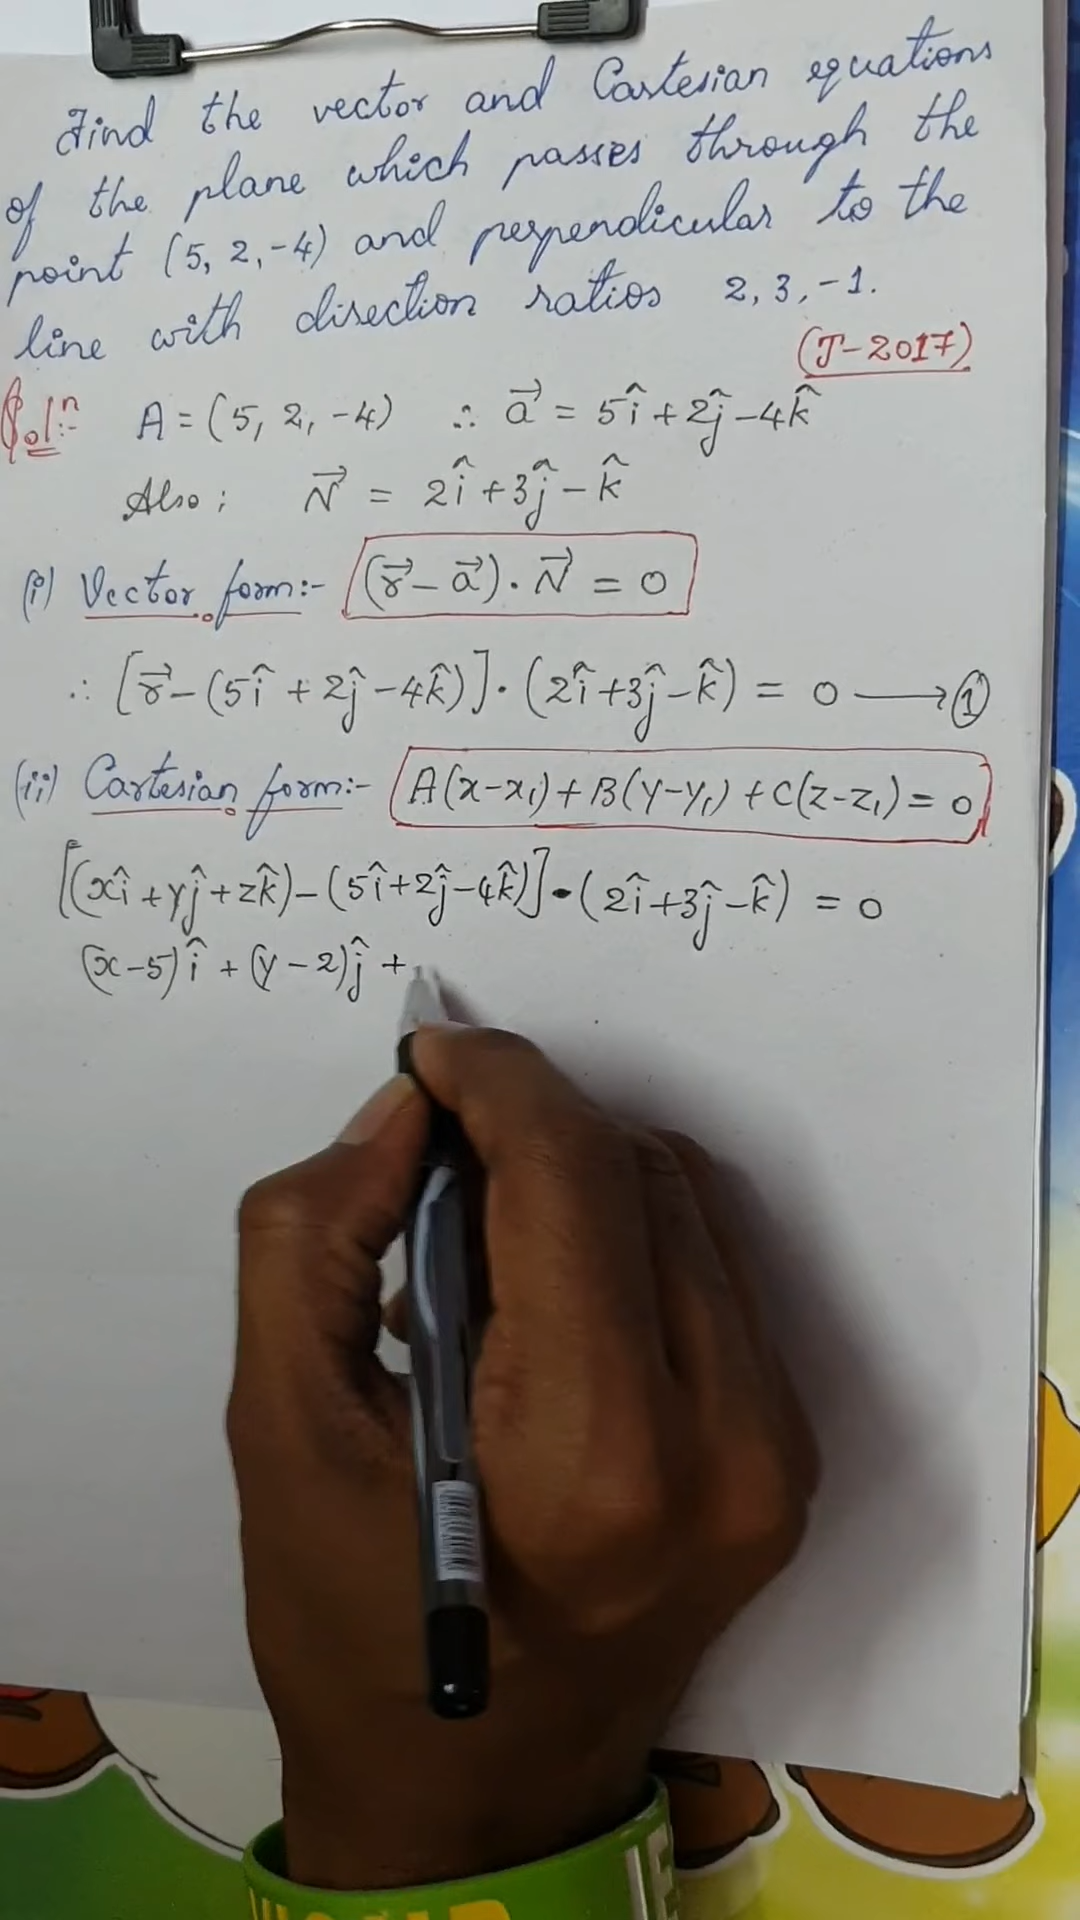 Find the vector and Cartesian equations
of the plane which passes through the
point (5, 2, -4) and perpendicular to the
line with direction ratios 2, 3, -1.
(J-2017)
Solⁿ:- A = (5, 2, -4) ∴ a⃗ = 5î + 2ĵ - 4k̂
Also; N⃗ = 2î + 3ĵ - k̂
(i) Vector form:- (r⃗ - a⃗) · N⃗ = 0
∴ [r⃗ - (5î + 2ĵ - 4k̂)] · (2î + 3ĵ - k̂) = 0 ⟶ ①
(ii) Cartesian form:- A(x - x₁) + B(y - y₁) + C(z - z₁) = 0
[(xî + yĵ + zk̂) - (5î + 2ĵ - 4k̂)] · (2î + 3ĵ - k̂) = 0
(x - 5)î + (y - 2)ĵ +